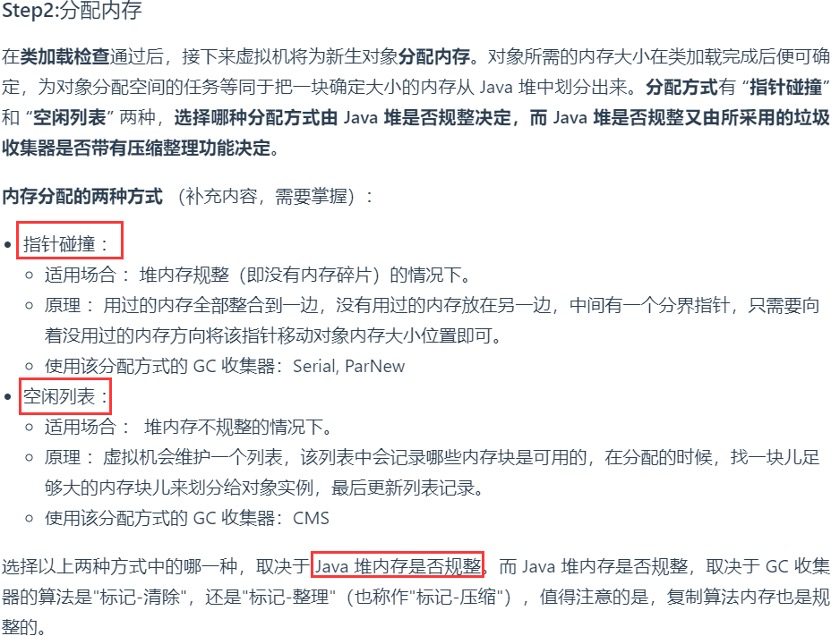 Step2:分配内存
在类加载检查通过后，接下来虚拟机将为新生对象分配内存。对象所需的内存大小在类加载完成后便可确
定，为对象分配空间的任务等同于把一块确定大小的内存从 Java 堆中划分出来。分配方式有 “指针碰撞”
和 “空闲列表” 两种，选择哪种分配方式由 Java 堆是否规整决定，而 Java 堆是否规整又由所采用的垃圾
收集器是否带有压缩整理功能决定。
内存分配的两种方式 （补充内容，需要掌握）：
• 指针碰撞 ：
◦ 适用场合 ：堆内存规整（即没有内存碎片）的情况下。
◦ 原理 ：用过的内存全部整合到一边，没有用过的内存放在另一边，中间有一个分界指针，只需要向
着没用过的内存方向将该指针移动对象内存大小位置即可。
◦ 使用该分配方式的 GC 收集器：Serial, ParNew
• 空闲列表 ：
◦ 适用场合 ： 堆内存不规整的情况下。
◦ 原理 ：虚拟机会维护一个列表，该列表中会记录哪些内存块是可用的，在分配的时候，找一块儿足
够大的内存块儿来划分给对象实例，最后更新列表记录。
◦ 使用该分配方式的 GC 收集器：CMS
选择以上两种方式中的哪一种，取决于 Java 堆内存是否规整。而 Java 堆内存是否规整，取决于 GC 收集
器的算法是"标记-清除"，还是"标记-整理"（也称作"标记-压缩"），值得注意的是，复制算法内存也是规
整的。